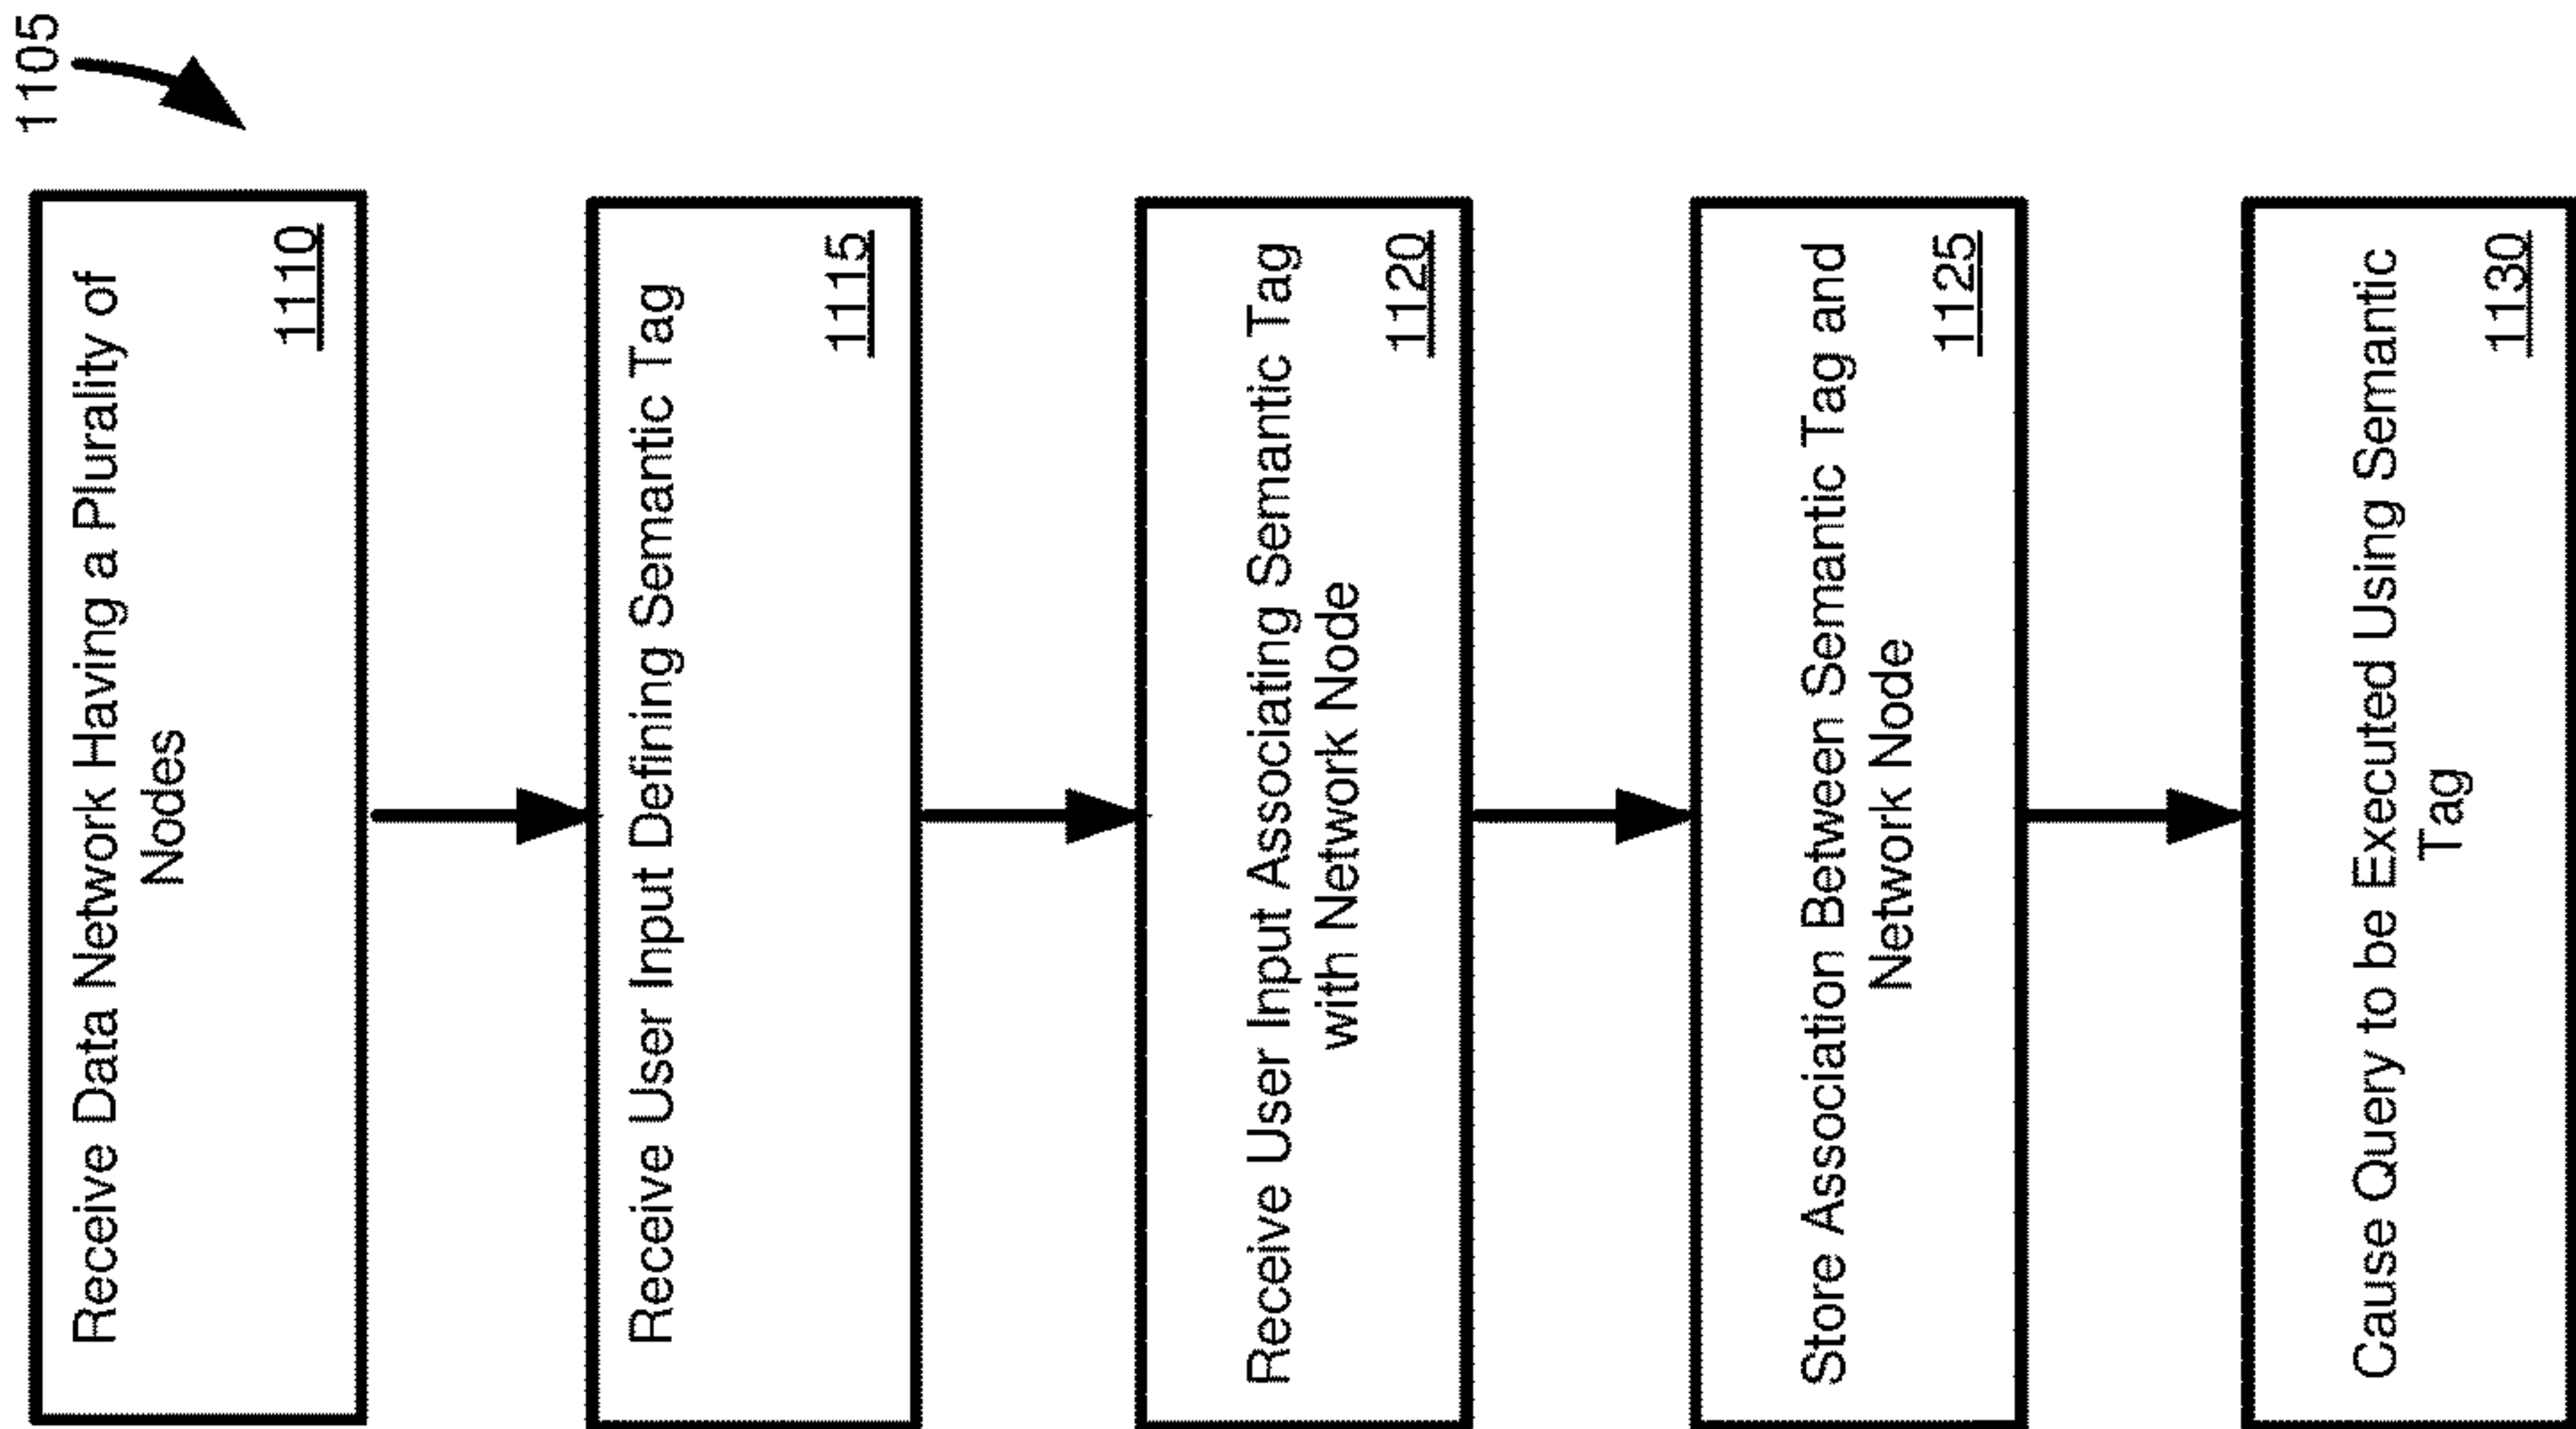 1105
Receive Data Network Having a Plurality of
Nodes
1110
Receive User Input Defining Semantic Tag
1115
Receive User Input Associating Semantic Tag
with Network Node
1120
Store Association Between Semantic Tag and
Network Node
1125
Cause Query to be Executed Using Semantic
Tag
1130